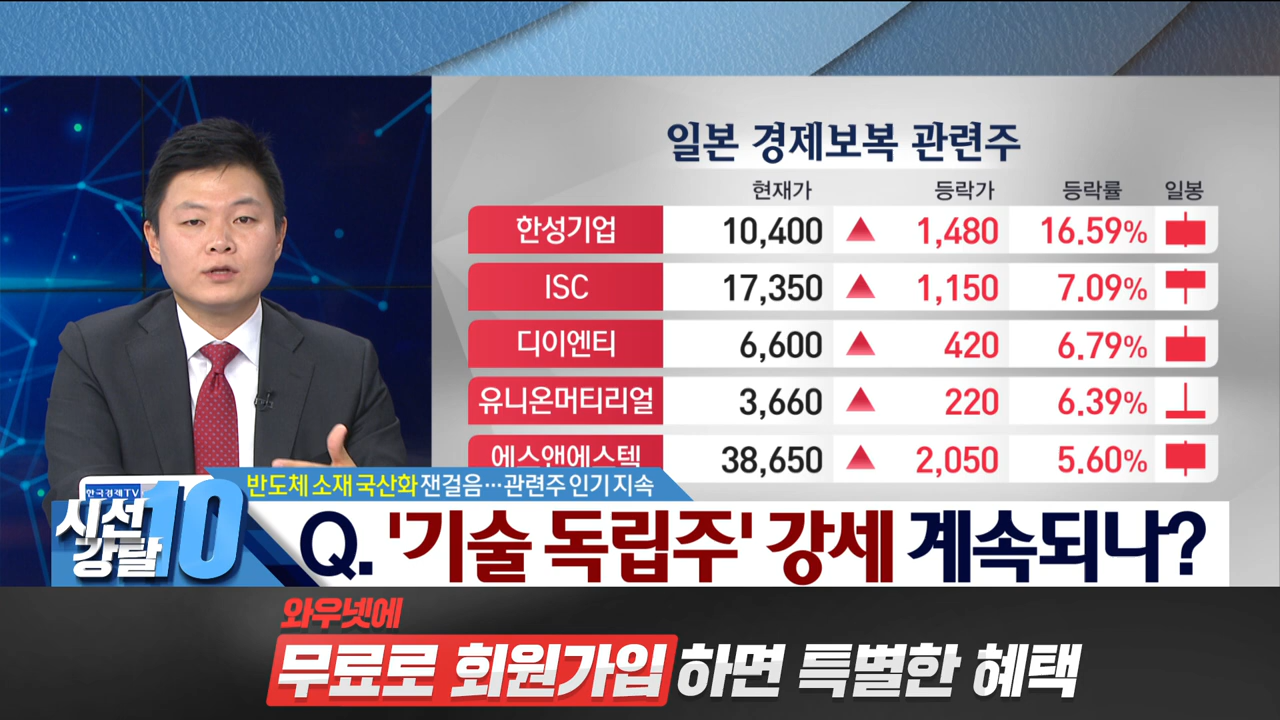 일본 경제보복 관련주
현재가 등락가 등락률 일봉
한성기업 10,400 ▲ 1,480 16.59%
ISC 17,350 ▲ 1,150 7.09%
디이엔티 6,600 ▲ 420 6.79%
유니온머티리얼 3,660 ▲ 220 6.39%
에스앤에스텍 38,650 ▲ 2,050 5.60%
한국경제TV
시선강탈10
반도체 소재 국산화 잰걸음…관련주 인기 지속
Q. '기술 독립주' 강세 계속되나?
와우넷에
무료로 회원가입 하면 특별한 혜택